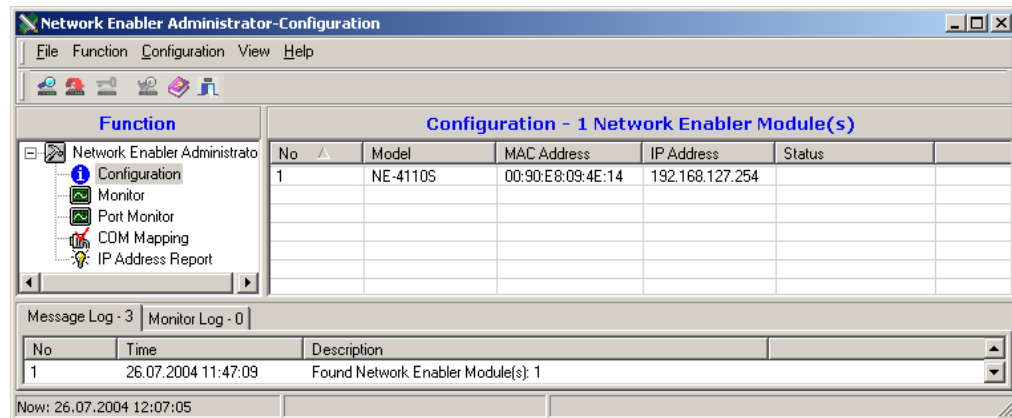 Network Enabler Administrator-Configuration
File Function Configuration View Help
Function
Configuration - 1 Network Enabler Module(s)
Network Enabler Administrato
Configuration
Monitor
Port Monitor
COM Mapping
IP Address Report
No Model MAC Address IP Address Status
1 NE-4110S 00:90:E8:09:4E:14 192.168.127.254
Message Log - 3 Monitor Log - 0
No Time Description
1 26.07.2004 11:47:09 Found Network Enabler Module(s): 1
Now: 26.07.2004 12:07:05